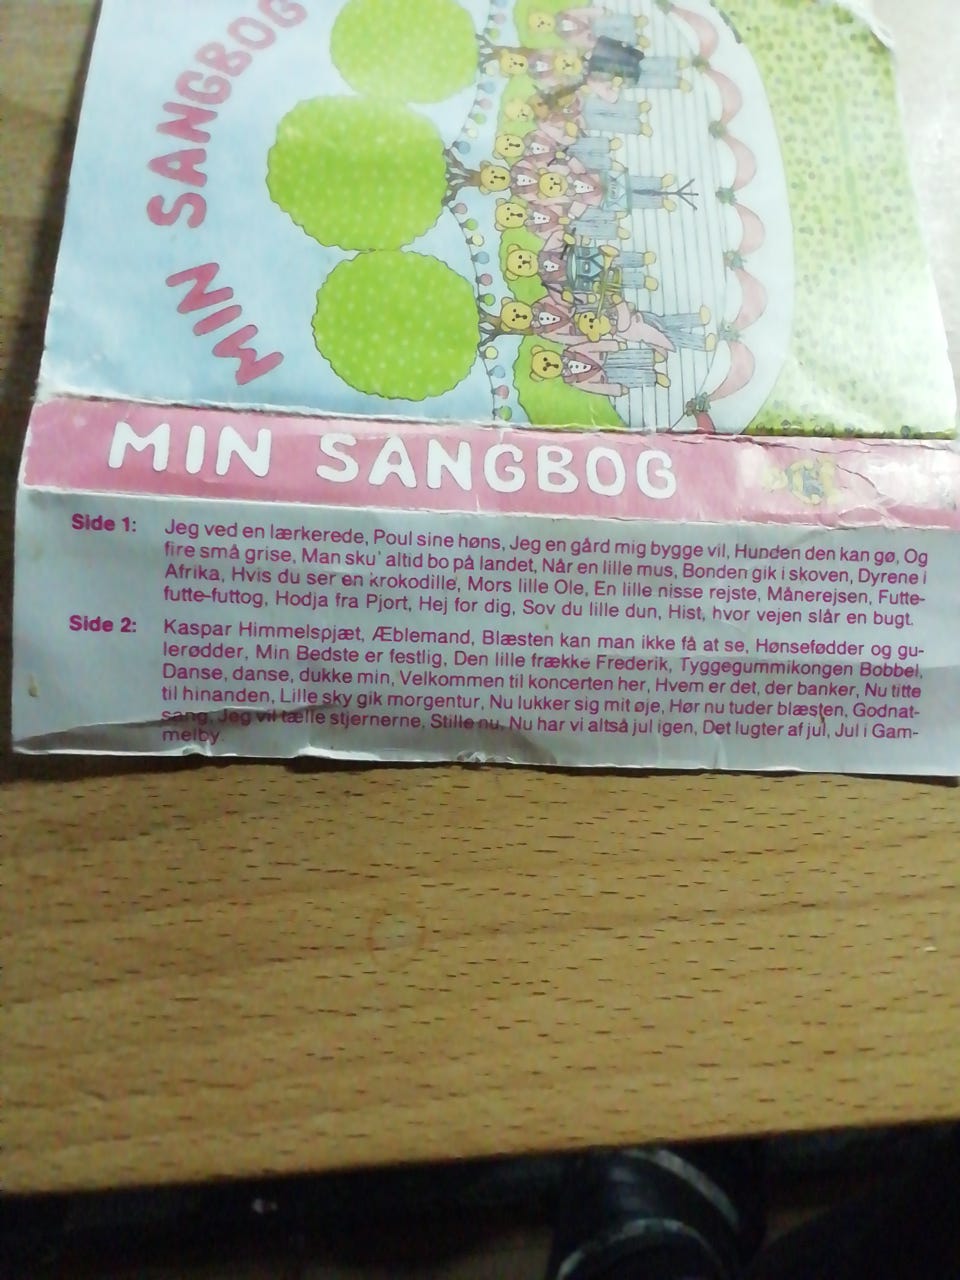 MIN SANGBOG
MIN SANGBOG
Side 1: Jeg ved en lærkerede, Poul sine høns, Jeg en gård mig bygge vil, Hunden den kan gø, Og
fire små grise, Man sku' altid bo på landet, Når en lille mus, Bonden gik i skoven, Dyrene i
Afrika, Hvis du ser en krokodille, Mors lille Ole, En lille nisse rejste, Månerejsen, Futte-
futte-futtog, Hodja fra Pjort, Hej for dig, Sov du lille dun, Hist, hvor vejen slår en bugt.
Side 2: Kaspar Himmelspjæt, Æblemand, Blæsten kan man ikke få at se, Hønsefødder og gu-
lerødder, Min Bedste er festlig, Den lille frække Frederik, Tyggegummikongen Bobbel,
Danse, danse, dukke min, Velkommen til koncerten her, Hvem er det, der banker, Nu titte
til hinanden, Lille sky gik morgentur, Nu lukker sig mit øje, Hør nu tuder blæsten, Godnat-
sang, Jeg vil tælle stjernerne, Stille nu, Nu har vi altså jul igen, Det lugter af jul, Jul i Gam-
melby.